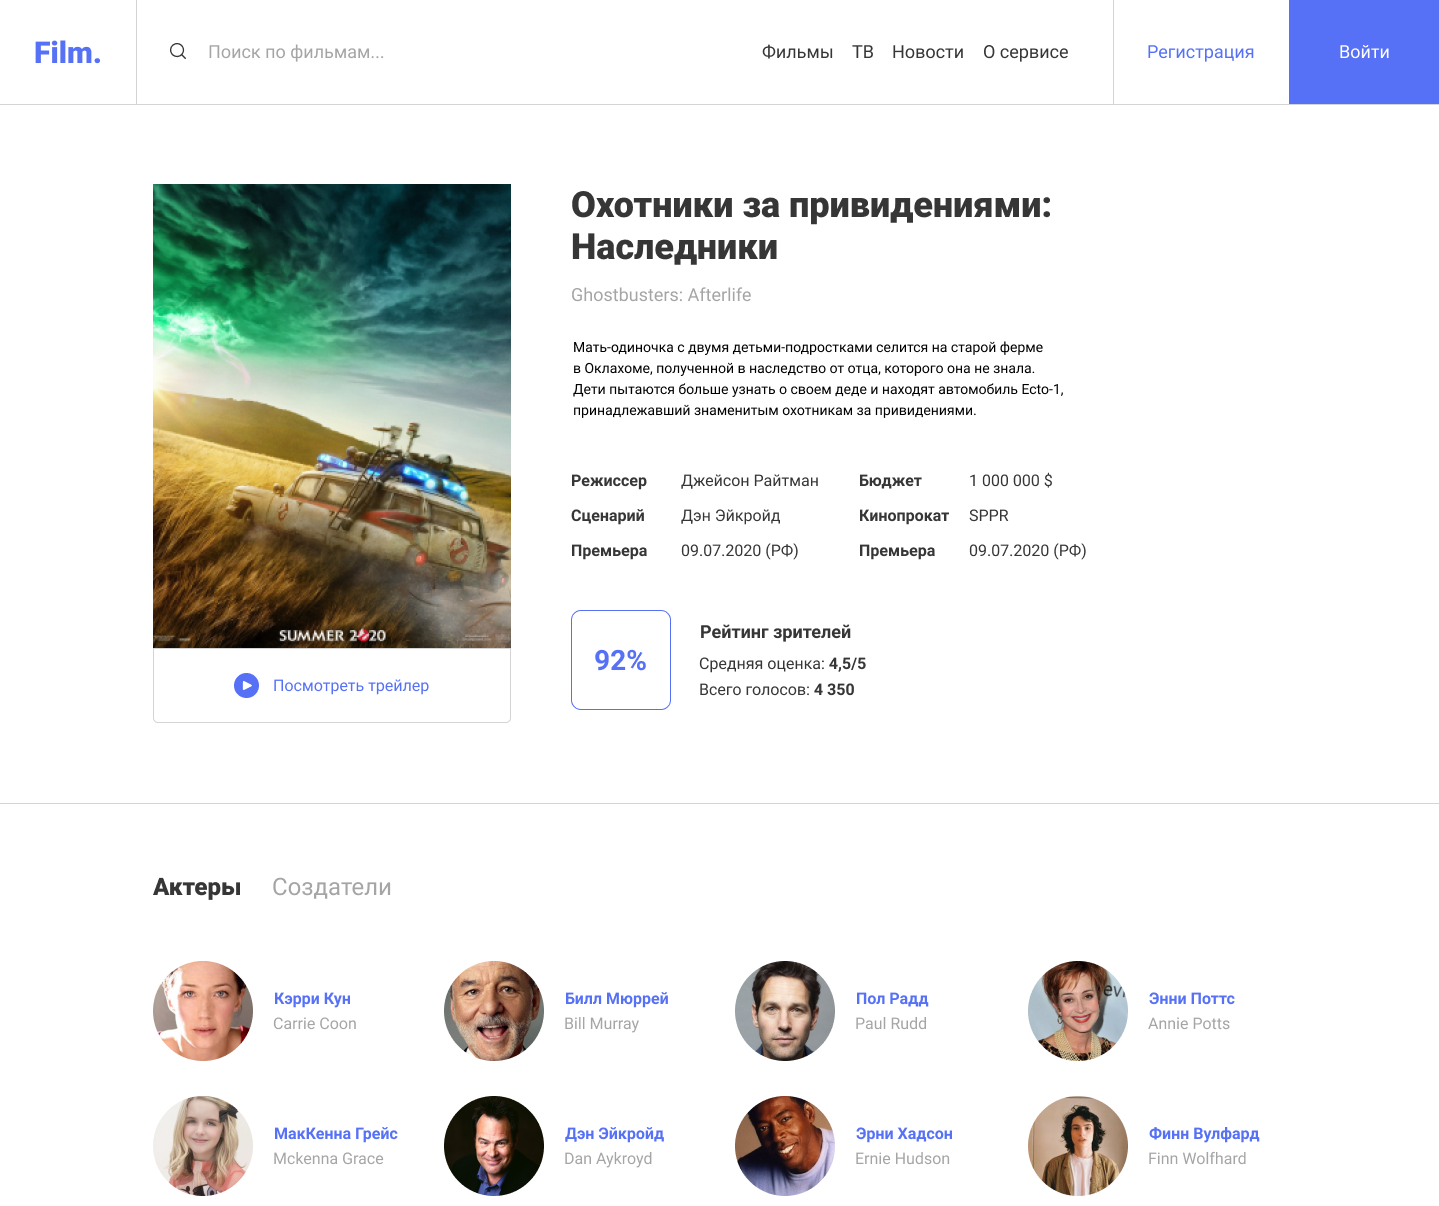 Film.
Поиск по фильмам...
Фильмы ТВ Новости О сервисе
Регистрация
Войти
Охотники за привидениями:
Наследники
Ghostbusters: Afterlife
Мать-одиночка с двумя детьми-подростками селится на старой ферме
в Оклахоме, полученной в наследство от отца, которого она не знала.
Дети пытаются больше узнать о своем деде и находят автомобиль Ecto-1,
принадлежавший знаменитым охотникам за привидениями.
Режиссер Джейсон Райтман Бюджет 1 000 000 $
Сценарий Дэн Эйкройд Кинопрокат SPPR
Премьера 09.07.2020 (РФ) Премьера 09.07.2020 (РФ)
SUMMER 2020
Посмотреть трейлер
92%
Рейтинг зрителей
Средняя оценка: 4,5/5
Всего голосов: 4 350
Актеры Создатели
Кэрри Кун
Carrie Coon
Билл Мюррей
Bill Murray
Пол Радд
Paul Rudd
Энни Поттс
Annie Potts
МакКенна Грейс
Mckenna Grace
Дэн Эйкройд
Dan Aykroyd
Эрни Хадсон
Ernie Hudson
Финн Вулфард
Finn Wolfhard